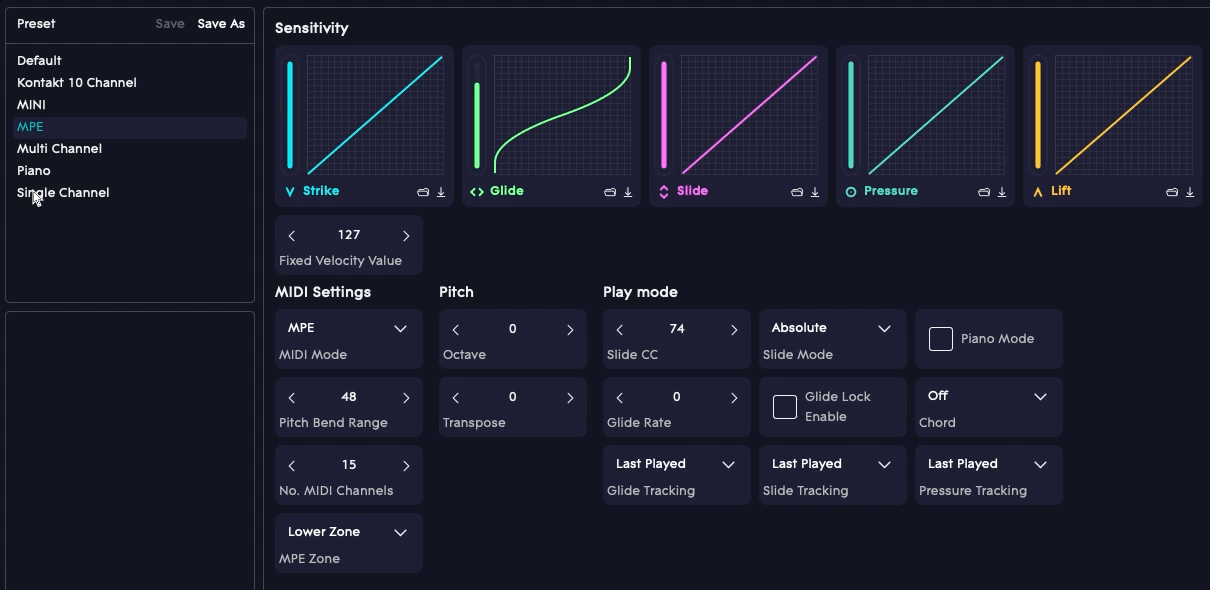 Preset
Save
Save As
Default
Kontakt 10 Channel
MINI
MPE
Multi Channel
Piano
Single Channel
Sensitivity
Strike
Glide
Slide
Pressure
Lift
127
Fixed Velocity Value
MIDI Settings
Pitch
Play mode
MPE
MIDI Mode
0
Octave
74
Slide CC
Absolute
Slide Mode
Piano Mode
48
Pitch Bend Range
0
Transpose
0
Glide Rate
Glide Lock
Enable
Off
Chord
15
No. MIDI Channels
Last Played
Glide Tracking
Last Played
Slide Tracking
Last Played
Pressure Tracking
Lower Zone
MPE Zone